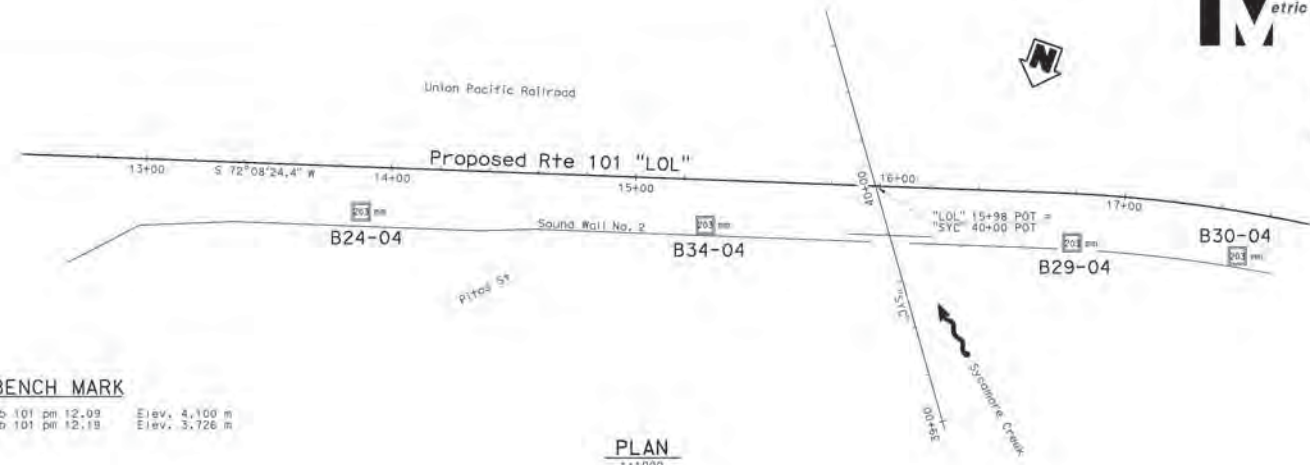 Metric
N
Union Pacific Railroad
Proposed Rte 101 "LOL"
13+00
S 72°08'24.4" W
14+00
15+00
16+00
17+00
40+00
"LOL" 15+98 POT =
"SYC" 40+00 POT
203 mm
B24-04
Sound Wall No. 2
203 mm
B34-04
203 mm
B29-04
B30-04
203 mm
Pitas St
"SYC"
Sycamore Creek
39+00
BENCH MARK
b 101 pm 12.09 Elev. 4.100 m
b 101 pm 12.19 Elev. 3.726 m
PLAN